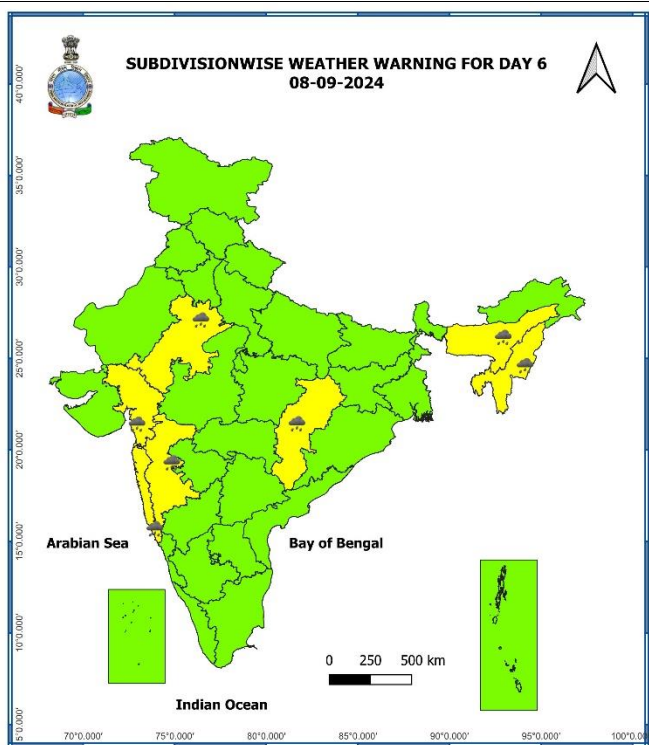 SUBDIVISIONWISE WEATHER WARNING FOR DAY 6
08-09-2024
40°0.000'
35°0.000'
30°0.000'
25°0.000'
20°0.000'
15°0.000'
10°0.000'
5°0.000'
Arabian Sea
Bay of Bengal
0 250 500 km
Indian Ocean
70°0.000' 75°0.000' 80°0.000' 85°0.000' 90°0.000' 95°0.000' 100°0.0